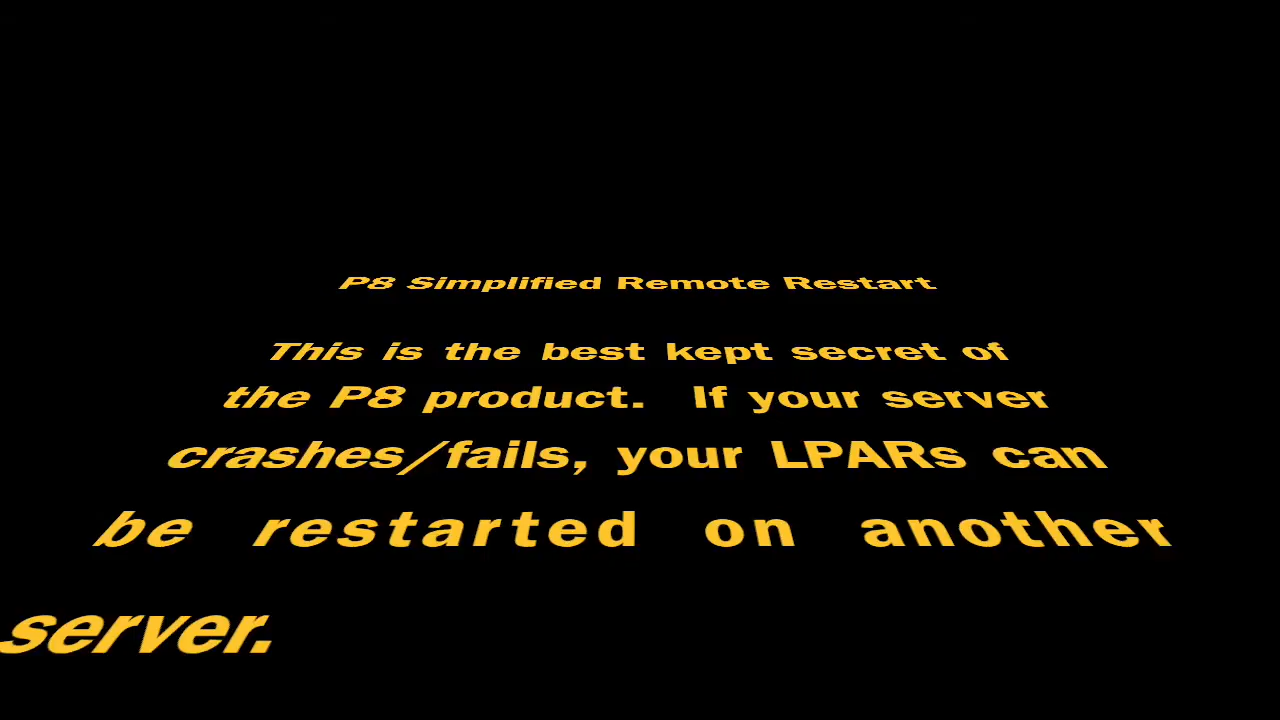 P8 Simplified Remote Restart
This is the best kept secret of
the P8 product.  If your server
crashes/fails, your LPARs can
be restarted on another
server.